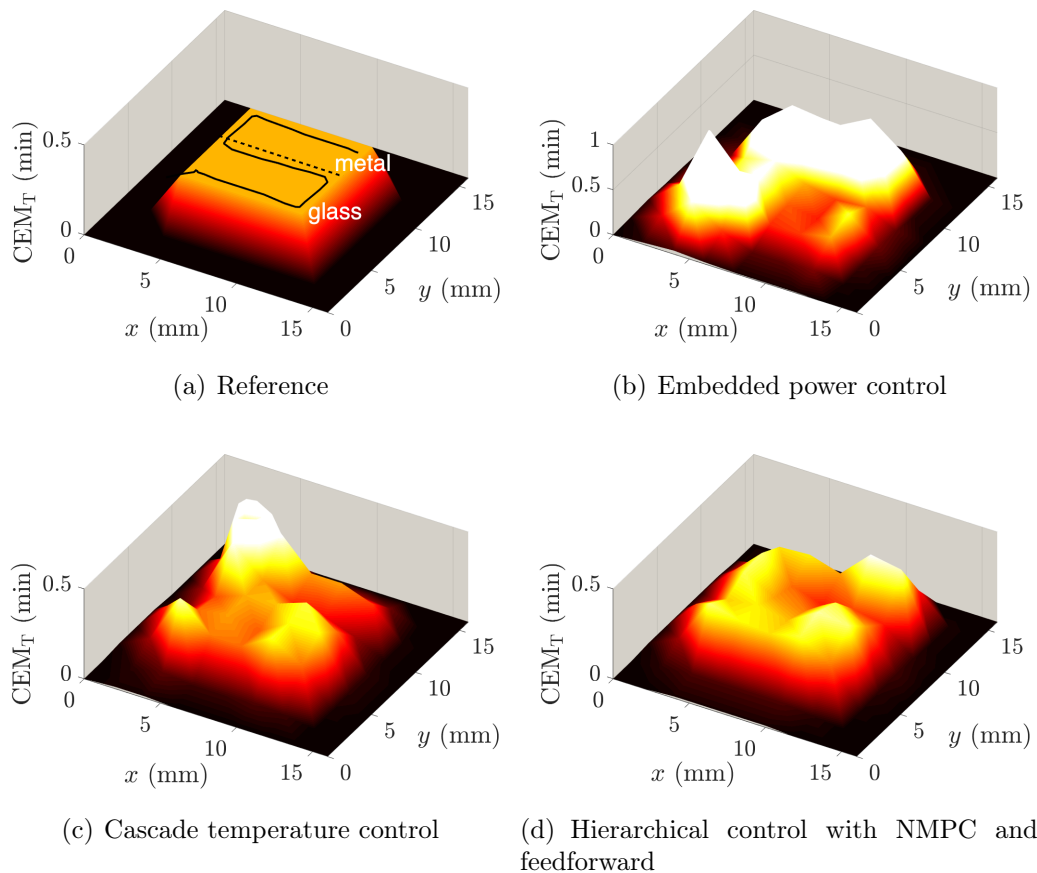 CEM_T (min)
0.5
0
0
5
10
15
x (mm)
0
5
10
15
y (mm)
metal
glass
(a) Reference
CEM_T (min)
1
0.5
0
0
5
10
15
x (mm)
0
5
10
15
y (mm)
(b) Embedded power control
CEM_T (min)
0.5
0
0
5
10
15
x (mm)
0
5
10
15
y (mm)
(c) Cascade temperature control
CEM_T (min)
0.5
0
0
5
10
15
x (mm)
0
5
10
15
y (mm)
(d) Hierarchical control with NMPC and
feedforward